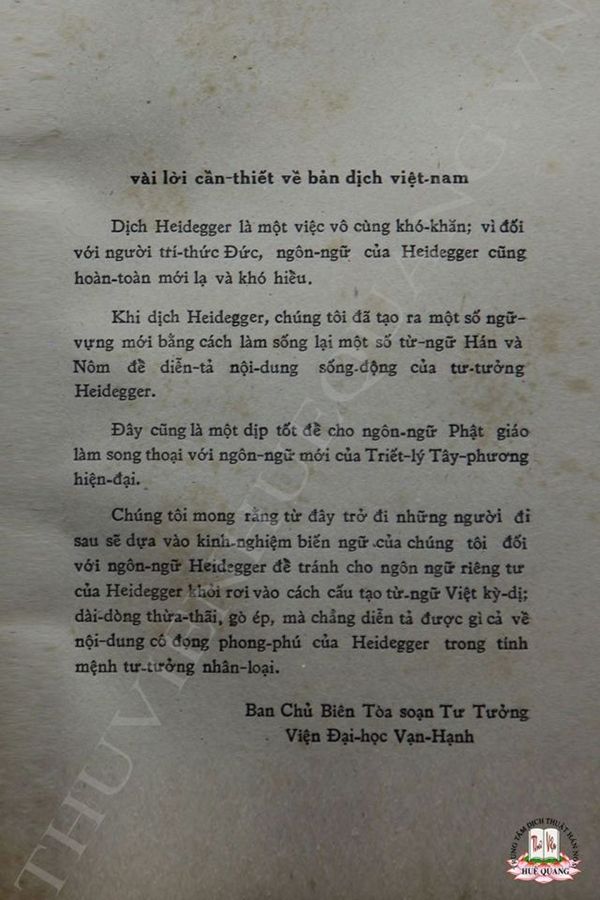 vài lời cần-thiết về bản dịch việt-nam
Dịch Heidegger là một việc vô cùng khó-khăn; vì đối
với người trí-thức Đức, ngôn-ngữ của Heidegger cũng
hoàn-toàn mới lạ và khó hiểu.
Khi dịch Heidegger, chúng tôi đã tạo ra một số ngữ-
vựng mới bằng cách làm sống lại một số từ-ngữ Hán và
Nôm để diễn-tả nội-dung sống-động của tư-tưởng
Heidegger.
Đây cũng là một dịp tốt để cho ngôn-ngữ Phật giáo
làm song thoại với ngôn-ngữ mới của Triết-lý Tây-phương
hiện-đại.
Chúng tôi mong rằng từ đây trở đi những người đi
sau sẽ dựa vào kinh-nghiệm biến ngữ của chúng tôi đối
với ngôn-ngữ Heidegger để tránh cho ngôn ngữ riêng tư
của Heidegger khỏi rơi vào cách cấu tạo từ-ngữ Việt kỳ-dị;
dài-dòng thừa-thãi, gò ép, mà chẳng diễn tả được gì cả về
nội-dung cô đọng phong-phú của Heidegger trong tính
mệnh tư-tưởng nhân-loại.
Ban Chủ Biên Tòa soạn Tư Tưởng
Viện Đại-học Vạn-Hạnh
TRUNG TÂM DỊCH THUẬT HÁN NÔM
HUỆ QUANG